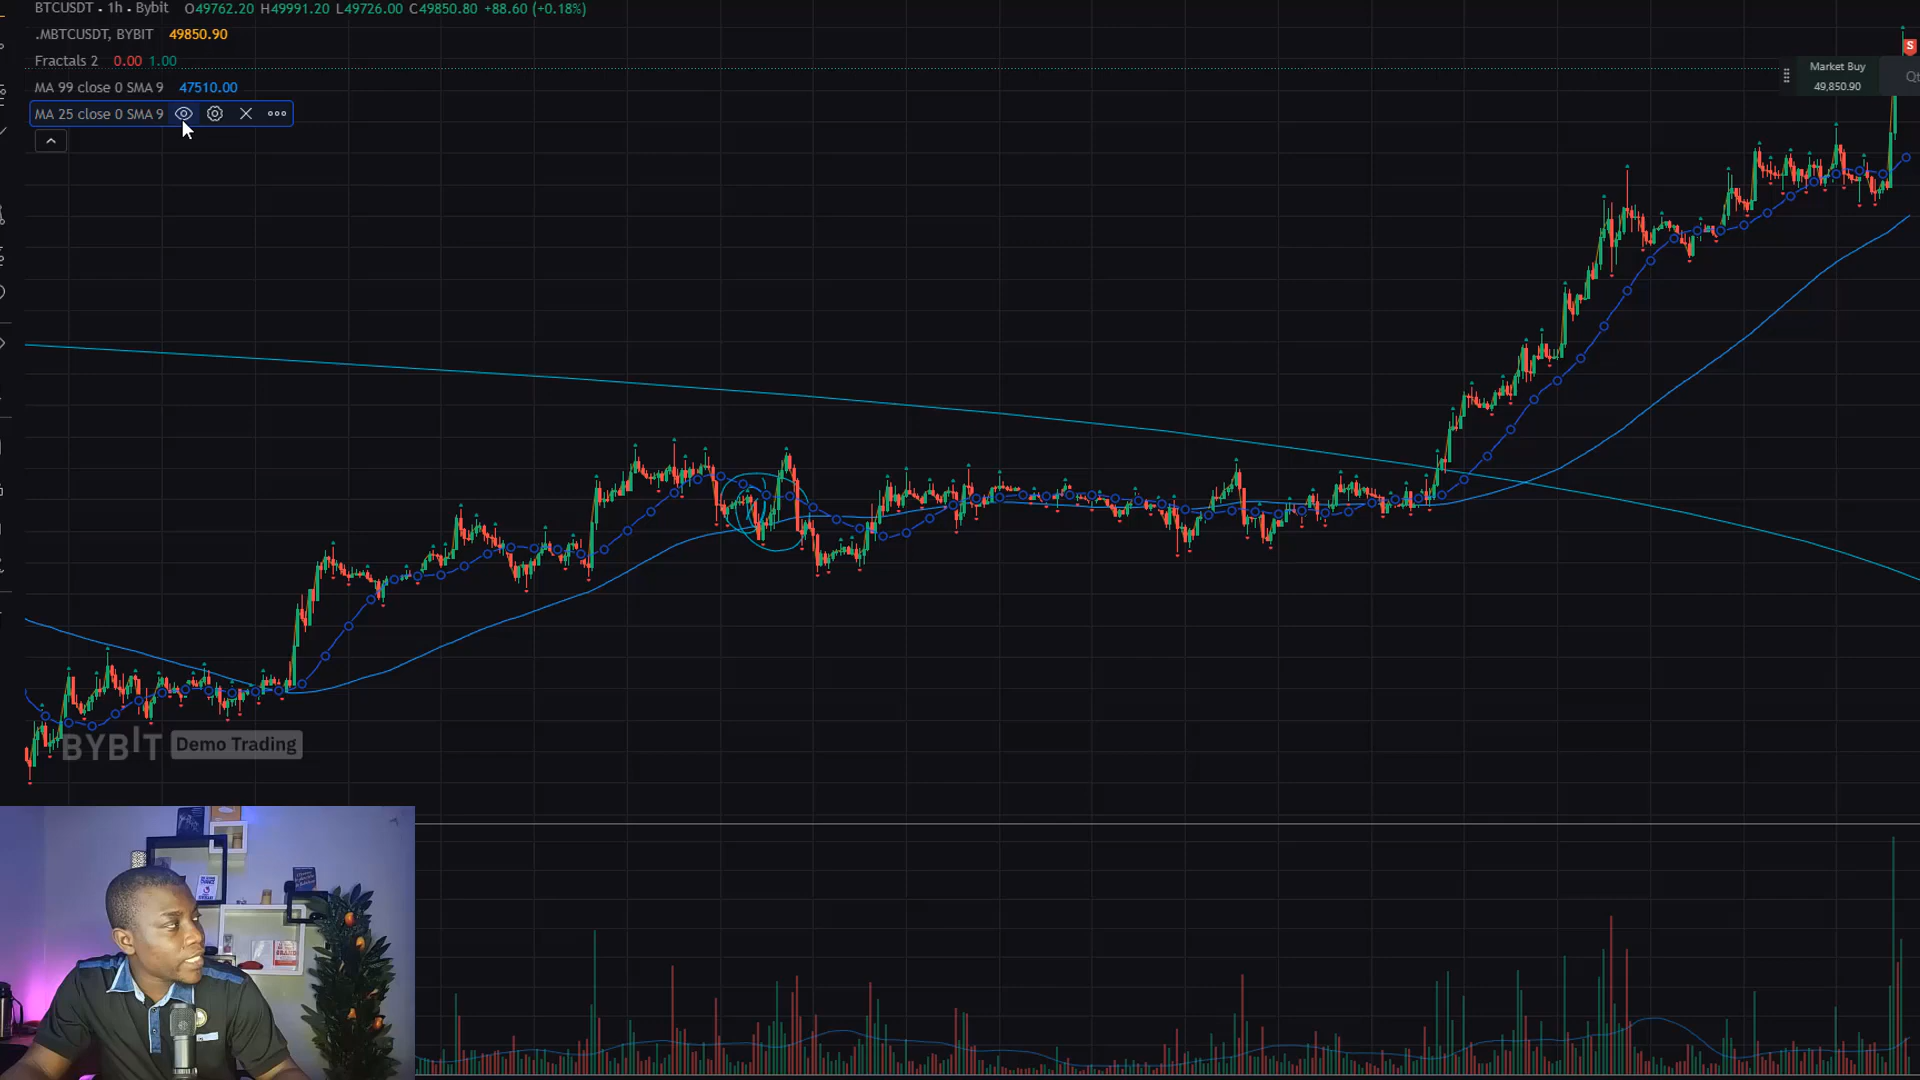 BTCUSDT • 1h • Bybit O49762.20 H49991.20 L49726.00 C49850.80 +88.60 (+0.18%)
.MBTCUSDT, BYBIT 49850.90
Fractals 2 0.00 1.00
MA 99 close 0 SMA 9 47510.00
MA 25 close 0 SMA 9
S
Market Buy
49,850.90
BYBIT Demo Trading